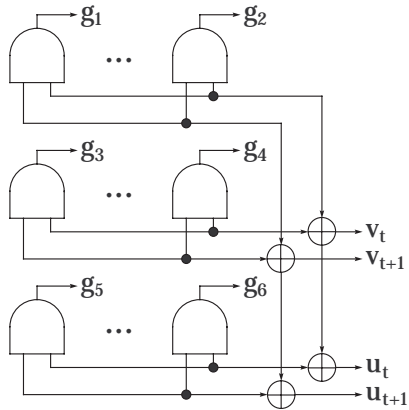 g₁ g₂
...
g₃ g₄
...
vₜ
vₜ₊₁
g₅ g₆
...
uₜ
uₜ₊₁